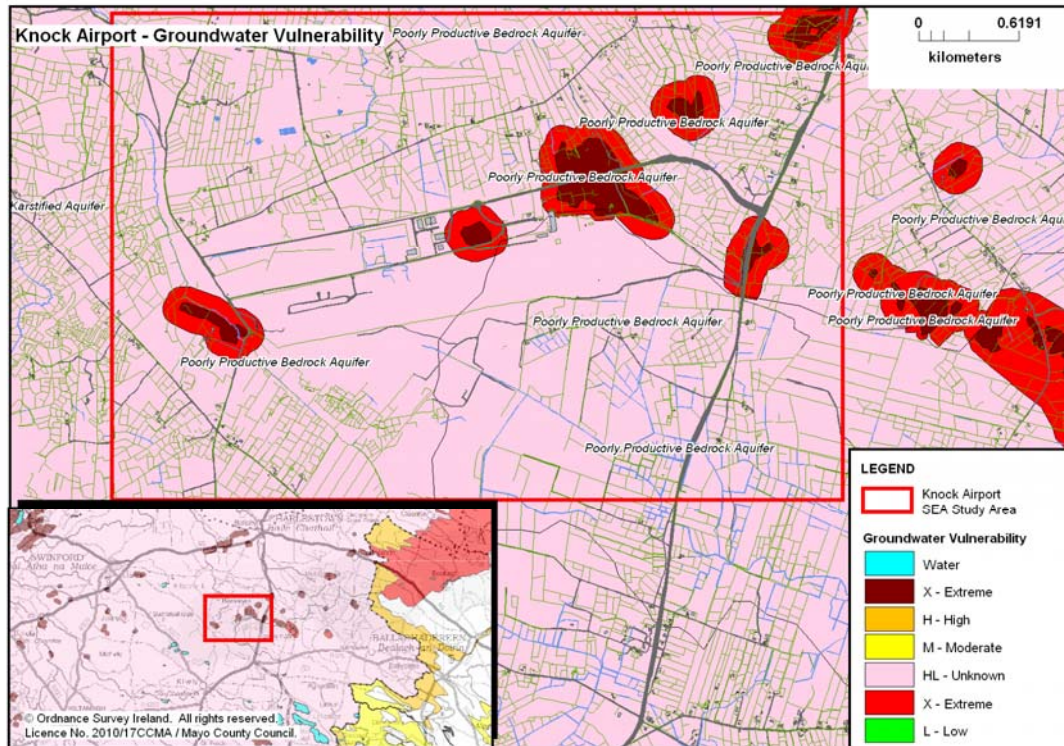 Knock Airport - Groundwater Vulnerability
Poorly Productive Bedrock Aquifer
0 0.6191
kilometers
Poorly Productive Bedrock Aqui
Poorly Productive Bedrock Aquifer
Poorly Productive Bedrock Aquifer
Karstified Aquifer
Poorly Productive Bedrock Aquif
Poorly Productive Bedrock Aquifer
Poorly Productive Bedrock Aquifer
Poorly Productive Bedrock Aquifer
Poorly Productive Bedrock Aquifer
Poorly Productive Bedrock Aquifer
LEGEND
Knock Airport
SEA Study Area
Groundwater Vulnerability
Water
X - Extreme
H - High
M - Moderate
HL - Unknown
X - Extreme
L - Low
SWINFORD
BALLAGHADERREEN
© Ordnance Survey Ireland. All rights reserved.
Licence No. 2010/17CCMA / Mayo County Council.